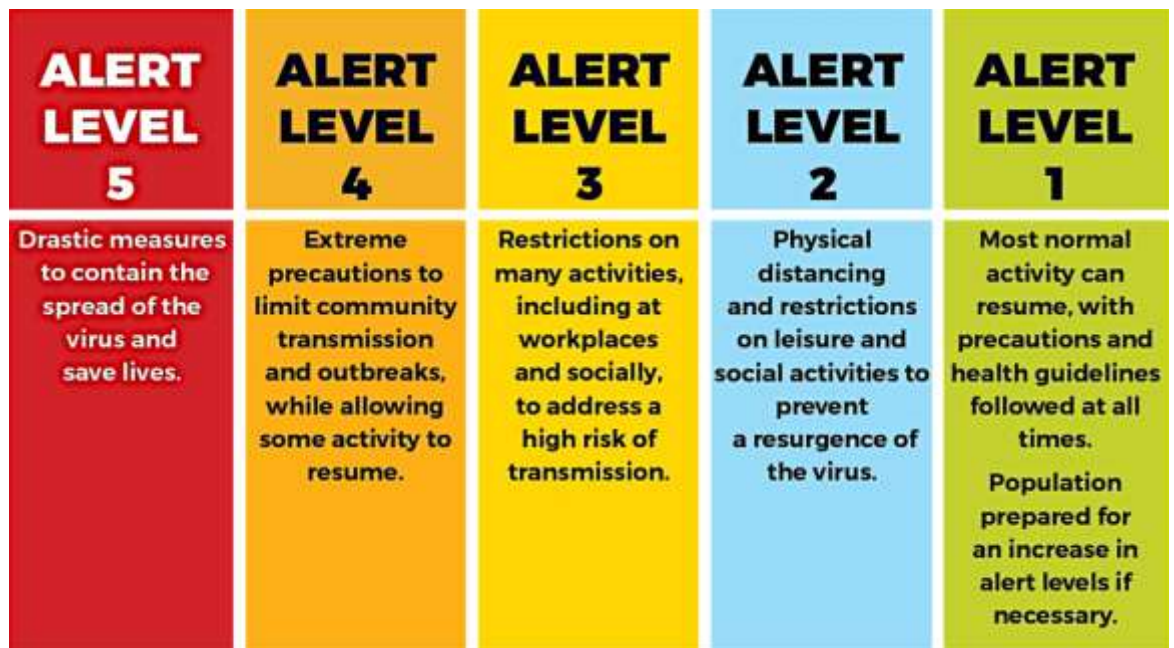 ALERT
LEVEL
5
Drastic measures
to contain the
spread of the
virus and
save lives.
ALERT
LEVEL
4
Extreme
precautions to
limit community
transmission
and outbreaks,
while allowing
some activity to
resume.
ALERT
LEVEL
3
Restrictions on
many activities,
including at
workplaces
and socially,
to address a
high risk of
transmission.
ALERT
LEVEL
2
Physical
distancing
and restrictions
on leisure and
social activities to
prevent
a resurgence of
the virus.
ALERT
LEVEL
1
Most normal
activity can
resume, with
precautions and
health guidelines
followed at all
times.
Population
prepared for
an increase in
alert levels if
necessary.